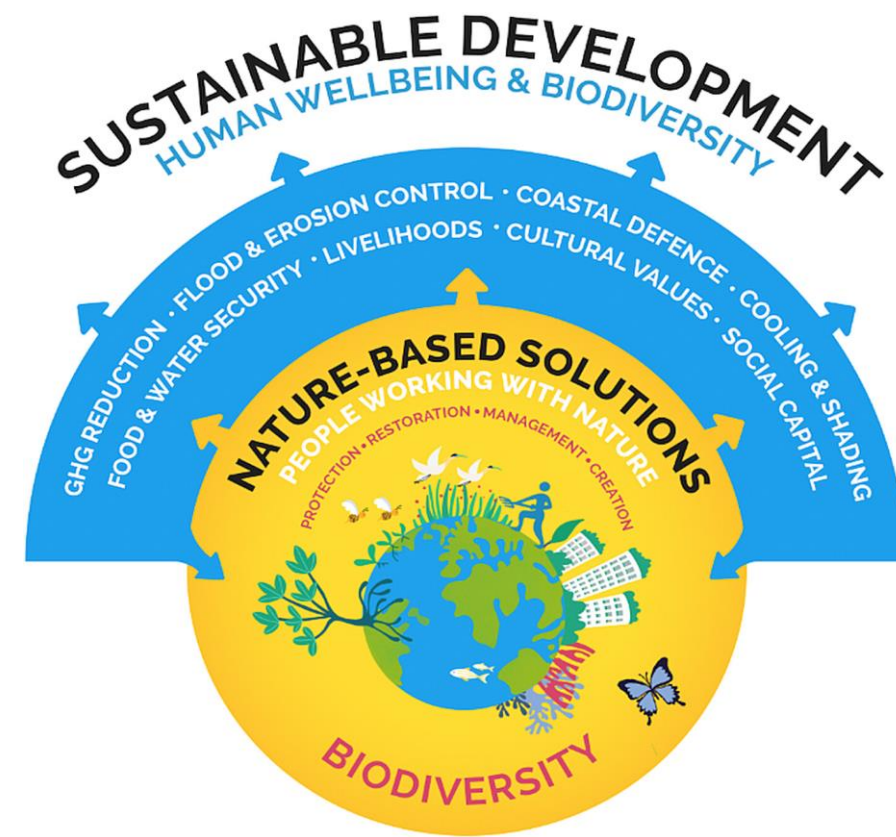 SUSTAINABLE DEVELOPMENT
HUMAN WELLBEING & BIODIVERSITY
GHG REDUCTION · FLOOD & EROSION CONTROL · COASTAL DEFENCE · COOLING & SHADING
FOOD & WATER SECURITY · LIVELIHOODS · CULTURAL VALUES · SOCIAL CAPITAL
NATURE-BASED SOLUTIONS
PEOPLE WORKING WITH NATURE
PROTECTION • RESTORATION • MANAGEMENT • CREATION
BIODIVERSITY